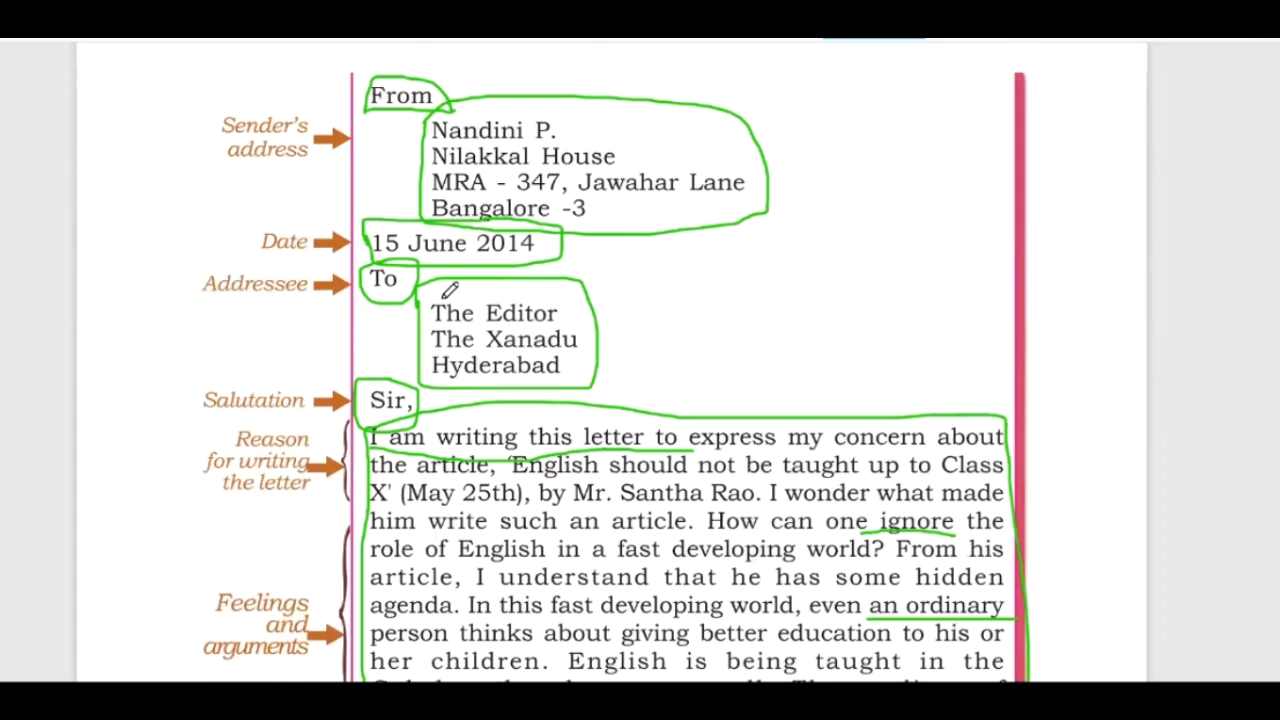 From
Sender's
address
Nandini P.
Nilakkal House
MRA - 347, Jawahar Lane
Bangalore -3
Date
15 June 2014
Addressee
To
The Editor
The Xanadu
Hyderabad
Salutation
Sir,
Reason
for writing
the letter
I am writing this letter to express my concern about
the article, 'English should not be taught up to Class
X' (May 25th), by Mr. Santha Rao. I wonder what made
him write such an article. How can one ignore the
role of English in a fast developing world? From his
article, I understand that he has some hidden
agenda. In this fast developing world, even an ordinary
Feelings
and
arguments
person thinks about giving better education to his or
her children. English is being taught in the